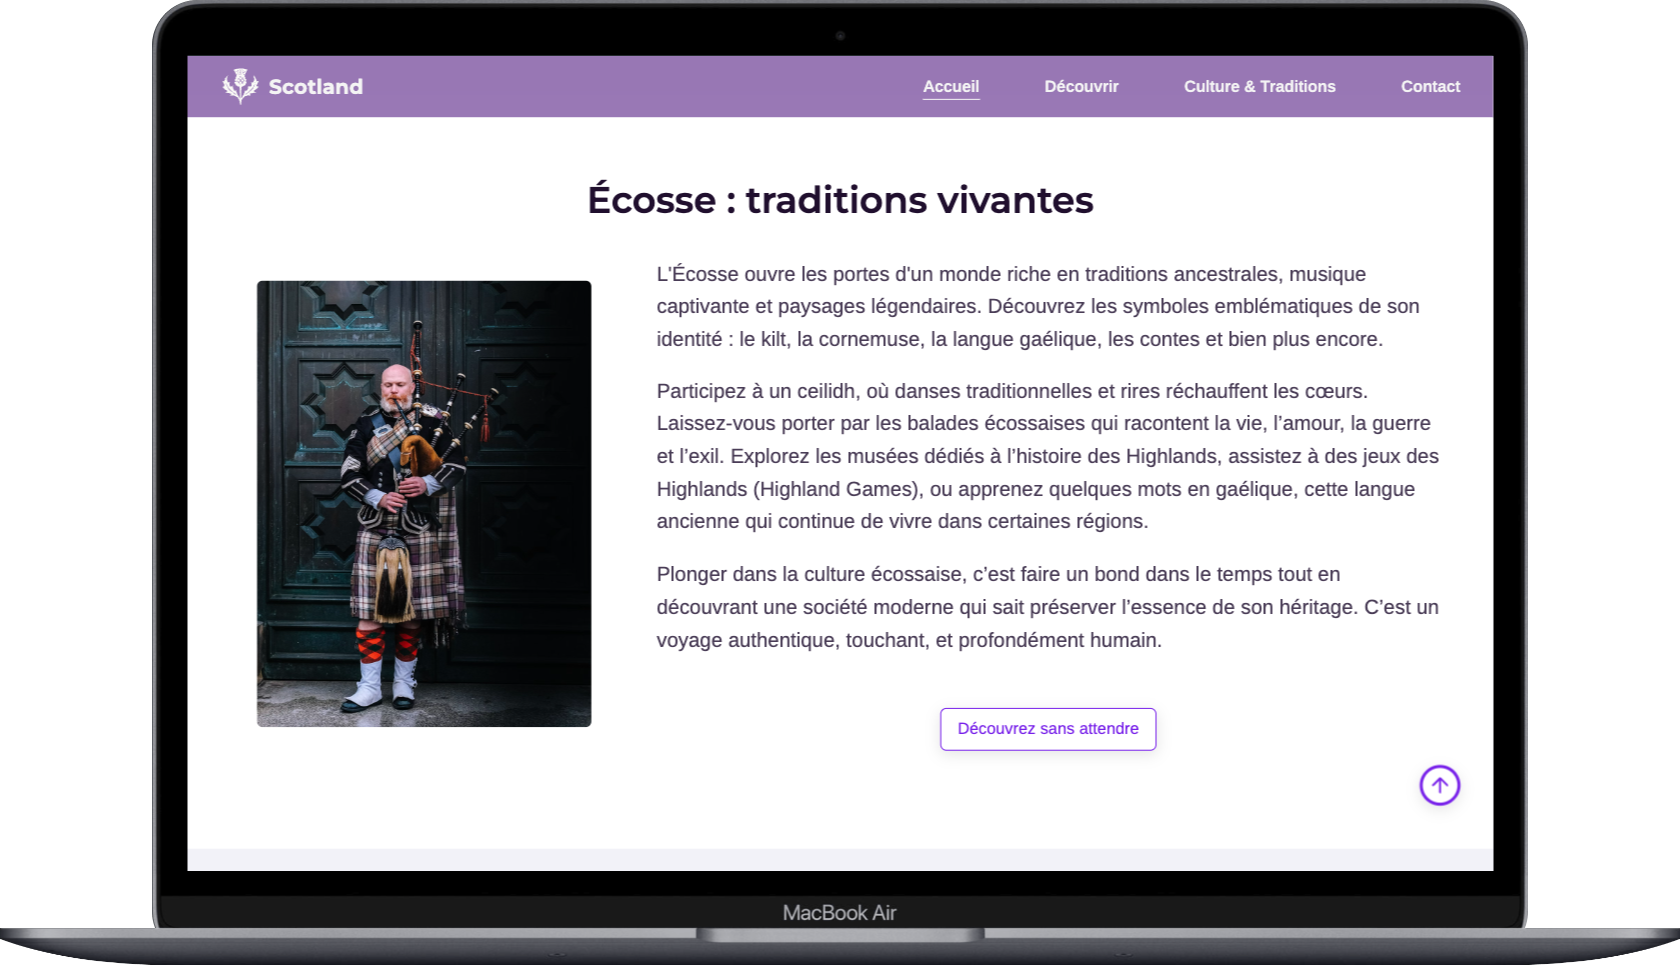 Scotland
Accueil
Découvrir
Culture & Traditions
Contact
Écosse : traditions vivantes
L'Écosse ouvre les portes d'un monde riche en traditions ancestrales, musique
captivante et paysages légendaires. Découvrez les symboles emblématiques de son
identité : le kilt, la cornemuse, la langue gaélique, les contes et bien plus encore.
Participez à un ceilidh, où danses traditionnelles et rires réchauffent les cœurs.
Laissez-vous porter par les balades écossaises qui racontent la vie, l’amour, la guerre
et l’exil. Explorez les musées dédiés à l’histoire des Highlands, assistez à des jeux des
Highlands (Highland Games), ou apprenez quelques mots en gaélique, cette langue
ancienne qui continue de vivre dans certaines régions.
Plonger dans la culture écossaise, c’est faire un bond dans le temps tout en
découvrant une société moderne qui sait préserver l’essence de son héritage. C’est un
voyage authentique, touchant, et profondément humain.
Découvrez sans attendre
MacBook Air